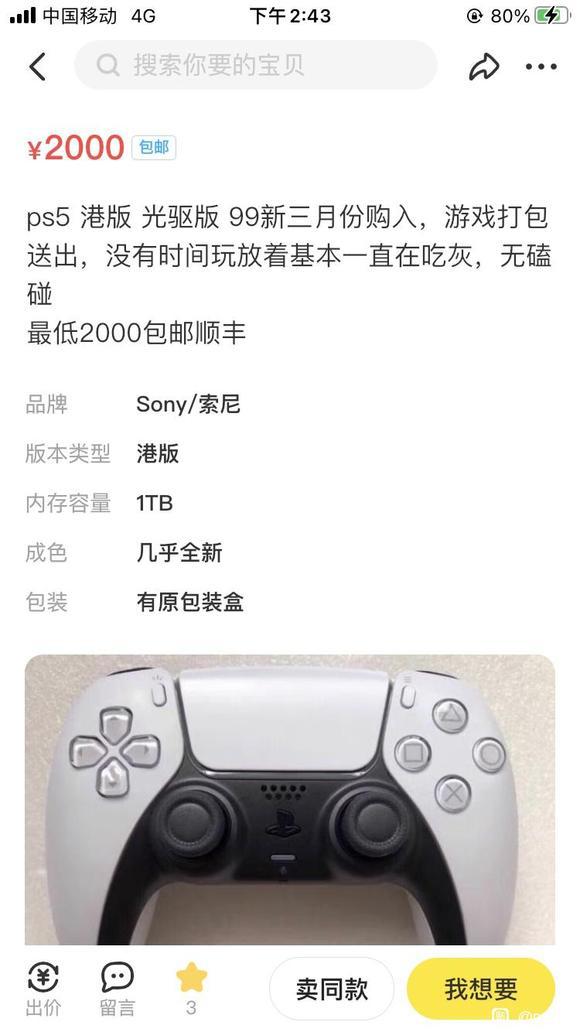 中国移动 4G 下午2:43 80%
搜索你要的宝贝
¥2000 包邮
ps5 港版 光驱版 99新三月份购入，游戏打包
送出，没有时间玩放着基本一直在吃灰，无磕
碰
最低2000包邮顺丰
品牌 Sony/索尼
版本类型 港版
内存容量 1TB
成色 几乎全新
包装 有原包装盒
出价 留言 3 卖同款 我想要